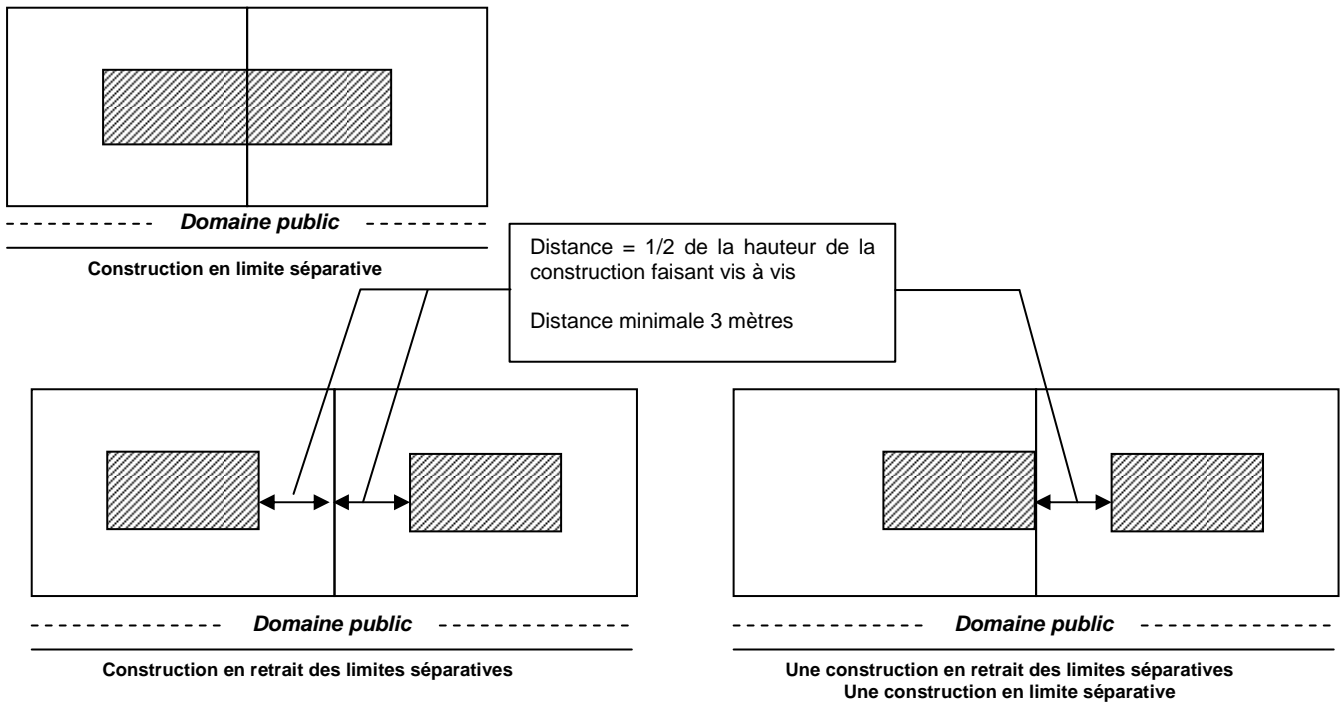 Domaine public
Construction en limite séparative
Distance = 1/2 de la hauteur de la
construction faisant vis à vis
Distance minimale 3 mètres
Domaine public
Construction en retrait des limites séparatives
Domaine public
Une construction en retrait des limites séparatives
Une construction en limite séparative